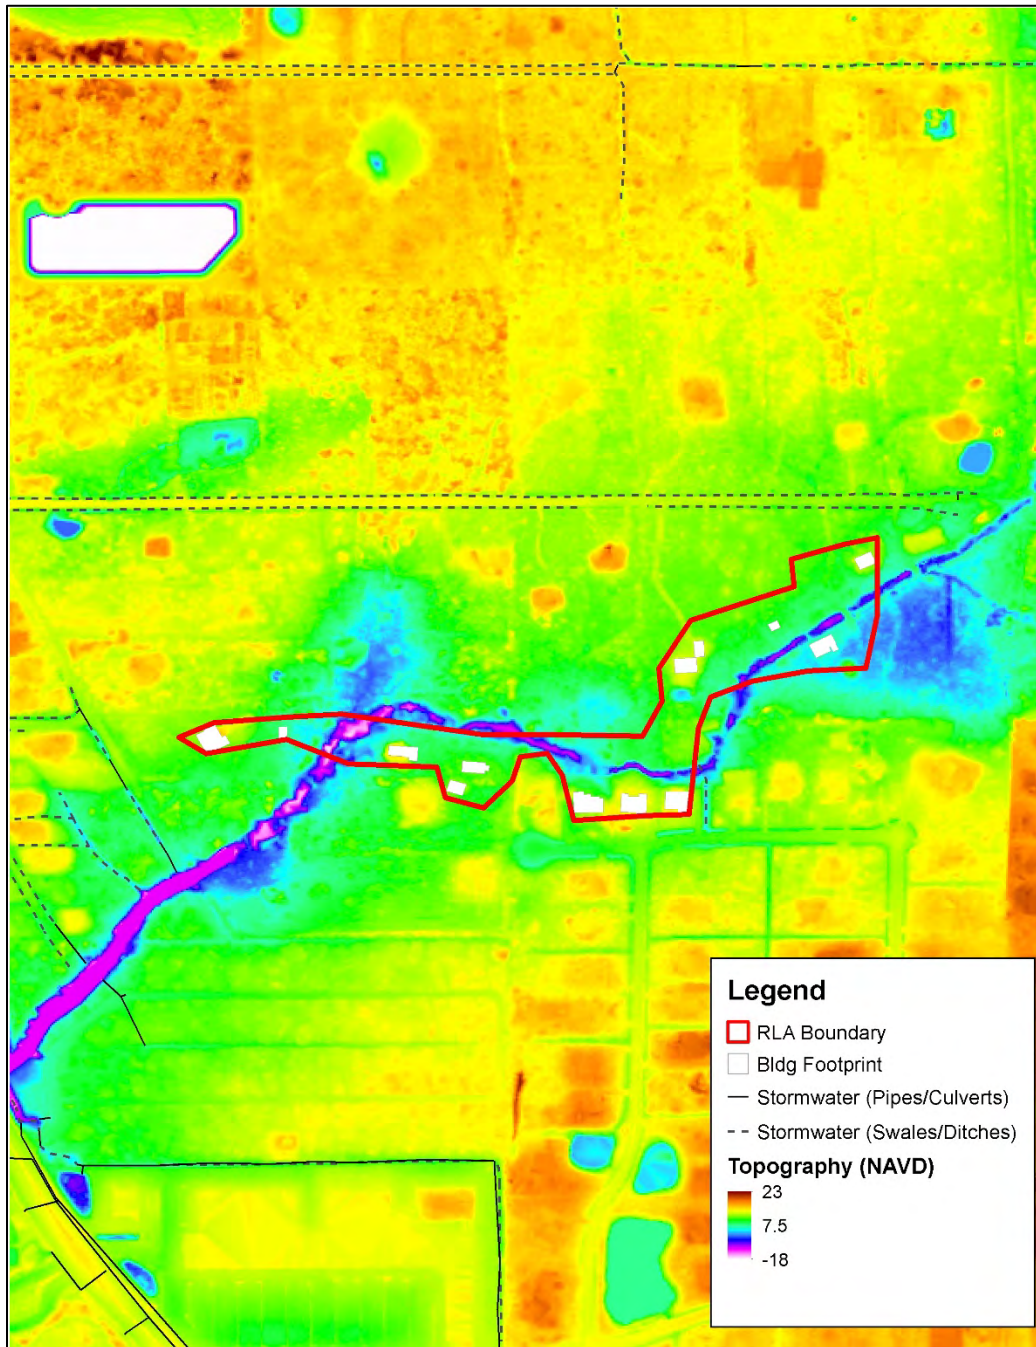 Legend
RLA Boundary
Bldg Footprint
Stormwater (Pipes/Culverts)
Stormwater (Swales/Ditches)
Topography (NAVD)
23
7.5
-18